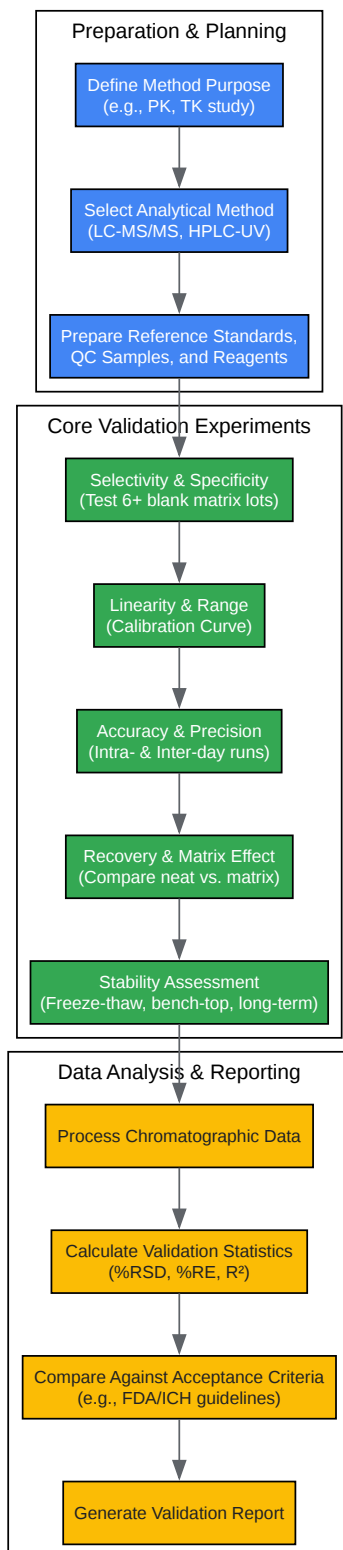 Preparation & Planning
Define Method Purpose
(e.g., PK, TK study)
Select Analytical Method
(LC-MS/MS, HPLC-UV)
Prepare Reference Standards,
QC Samples, and Reagents
Core Validation Experiments
Selectivity & Specificity
(Test 6+ blank matrix lots)
Linearity & Range
(Calibration Curve)
Accuracy & Precision
(Intra- & Inter-day runs)
Recovery & Matrix Effect
(Compare neat vs. matrix)
Stability Assessment
(Freeze-thaw, bench-top, long-term)
Data Analysis & Reporting
Process Chromatographic Data
Calculate Validation Statistics
(%RSD, %RE, R²)
Compare Against Acceptance Criteria
(e.g., FDA/ICH guidelines)
Generate Validation Report